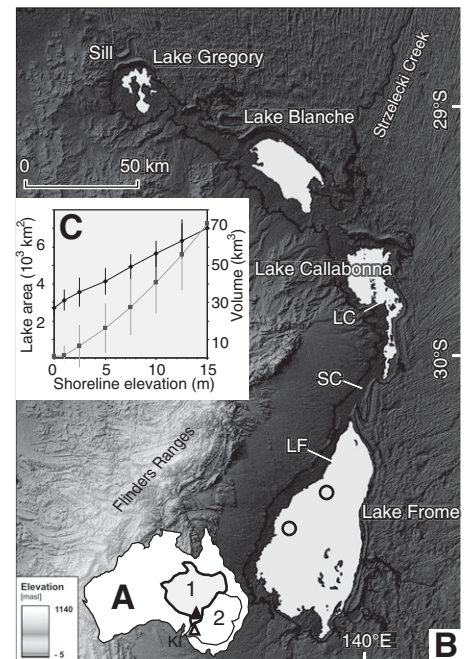 Sill
Lake Gregory
Strzelecki Creek
29°S
Lake Blanche
0 50 km
C
Lake area (10³ km²)
6
4
2
70
50
30
10
Volume (km³)
0 5 10 15
Shoreline elevation (m)
Lake Callabonna
LC
30°S
SC
LF
Flinders Ranges
Lake Frome
A
1
2
KI
Elevation
[masl]
1140
- 5
140°E
B